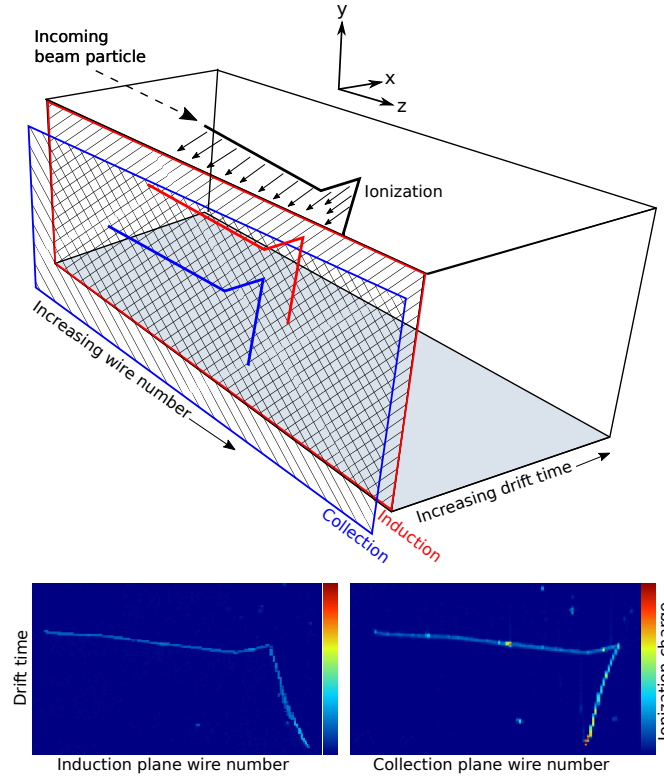 y
x
z
Incoming
beam particle
Ionization
Increasing wire number
Increasing drift time
Induction
Collection
Drift time
Induction plane wire number
Collection plane wire number
Ionization charge